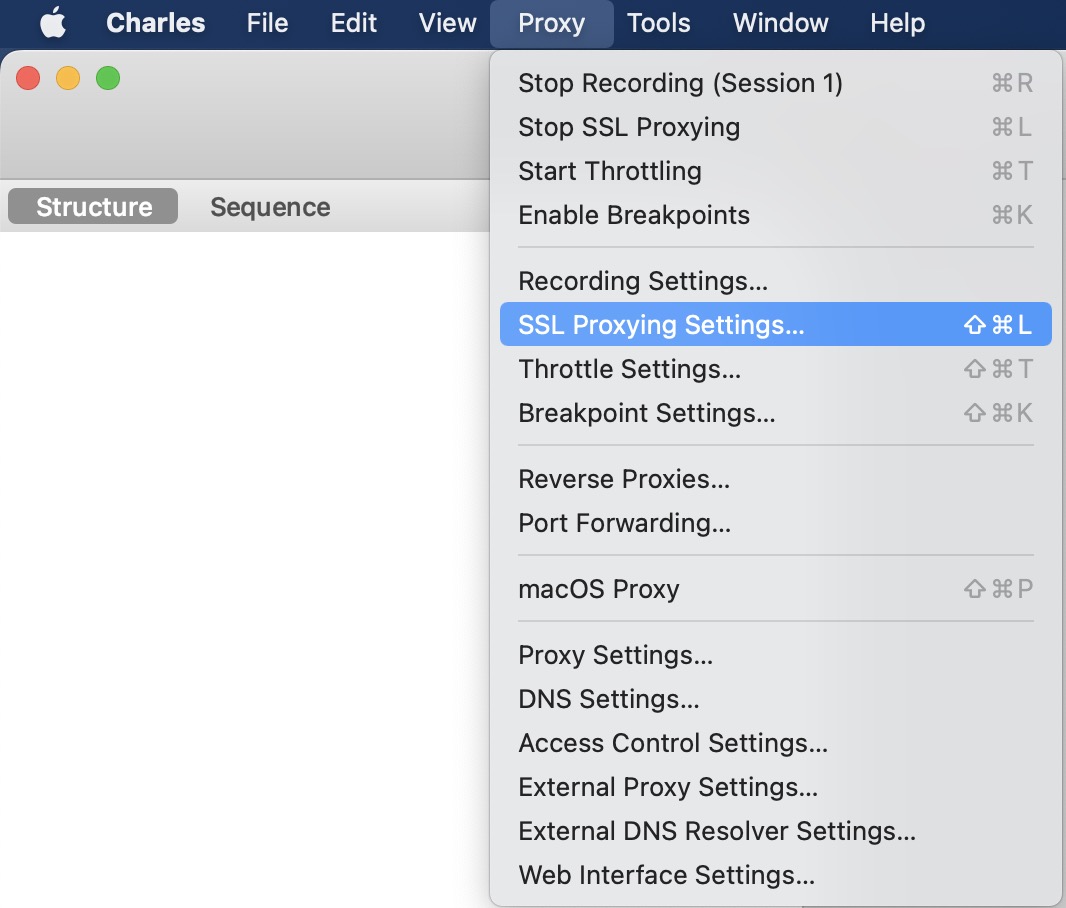 Charles File Edit View Proxy Tools Window Help
Stop Recording (Session 1) ⌘R
Stop SSL Proxying ⌘L
Start Throttling ⌘T
Enable Breakpoints ⌘K
Structure Sequence
Recording Settings...
SSL Proxying Settings... ⇧⌘L
Throttle Settings... ⇧⌘T
Breakpoint Settings... ⇧⌘K
Reverse Proxies...
Port Forwarding...
macOS Proxy ⇧⌘P
Proxy Settings...
DNS Settings...
Access Control Settings...
External Proxy Settings...
External DNS Resolver Settings...
Web Interface Settings...